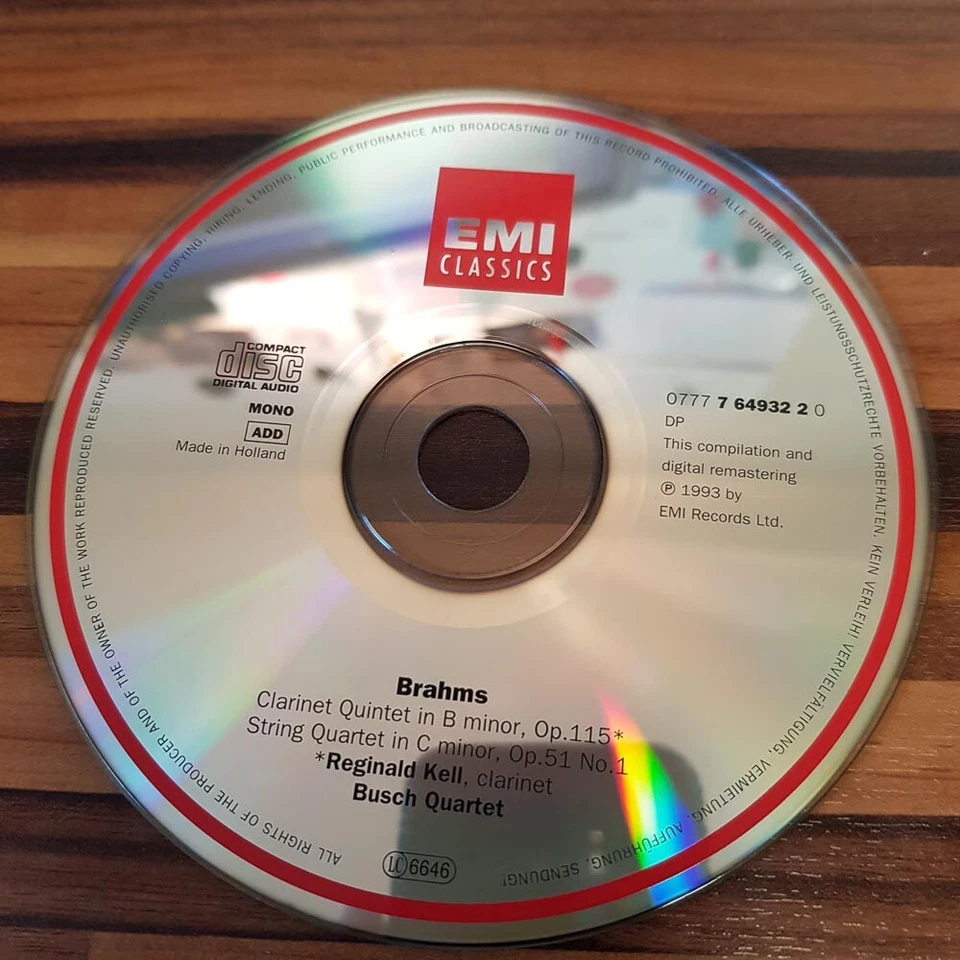 EMI
CLASSICS
COMPACT
disc
DIGITAL AUDIO
MONO
ADD
Made in Holland
0777 7 64932 2 0
DP
This compilation and
digital remastering
℗ 1993 by
EMI Records Ltd.
Brahms
Clarinet Quintet in B minor, Op.115*
String Quartet in C minor, Op.51 No.1
*Reginald Kell, clarinet
Busch Quartet
LC 6646
ALL RIGHTS OF THE PRODUCER AND OF THE OWNER OF THE WORK REPRODUCED RESERVED. UNAUTHORISED COPYING, HIRING, LENDING, PUBLIC PERFORMANCE AND BROADCASTING OF THIS RECORD PROHIBITED. ALLE URHEBER- UND LEISTUNGSSCHUTZRECHTE VORBEHALTEN. KEIN VERLEIH! VERVIELFÄLTIGUNG, VERMIETUNG, AUFFÜHRUNG, SENDUNG!